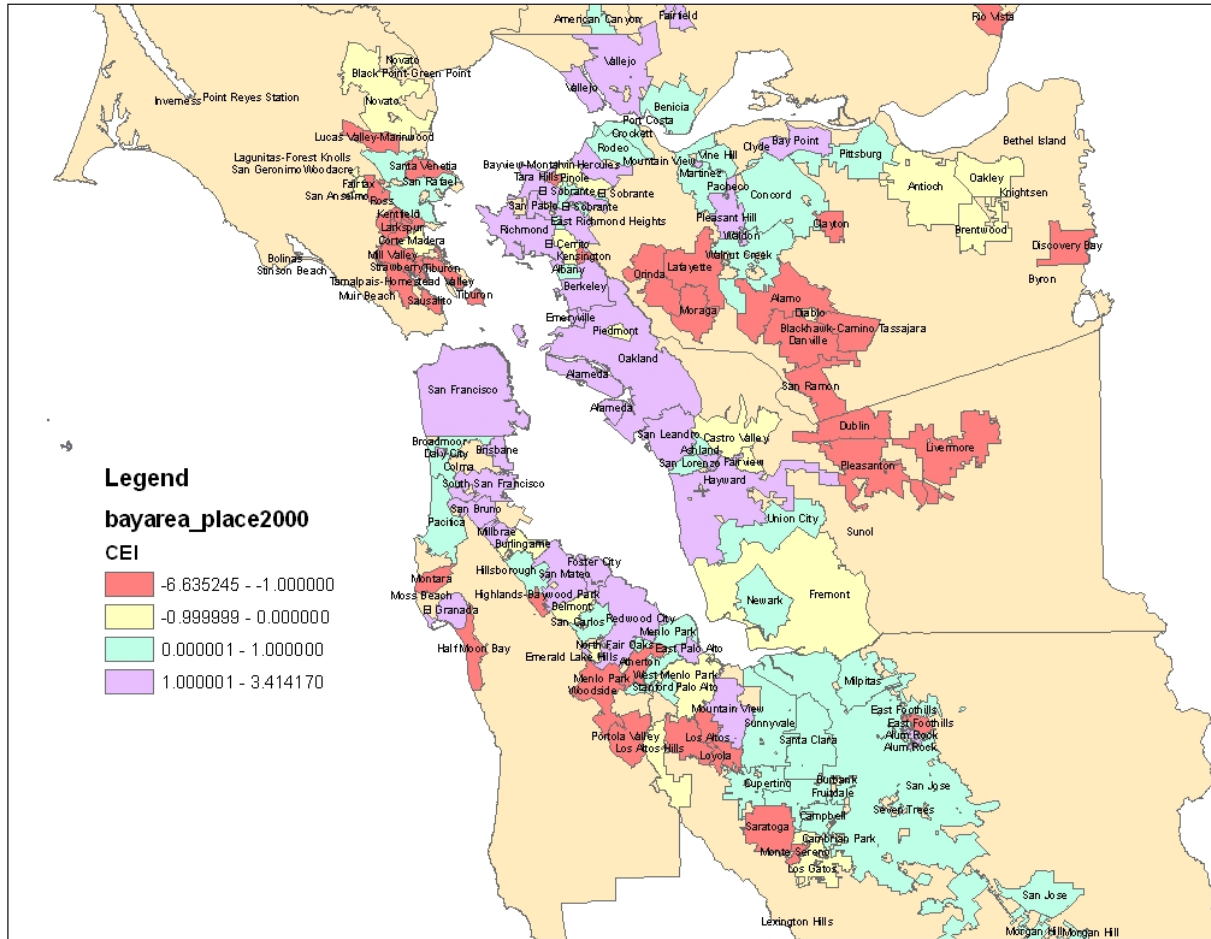 American Canyon
Fairfield
Rio Vista
Novato
Black Point-Green Point
Vallejo
Inverness
Point Reyes Station
Novato
Vallejo
Benicia
Port Costa
Lucas Valley-Marinwood
Crockett
Rodeo
Clyde
Bay Point
Bethel Island
Lagunitas-Forest Knolls
San Geronimo
Woodacre
Santa Venetia
Bayview-Montalvin
Hercules
Mountain View
Vine Hill
Martinez
Pittsburg
Tara Hills
Pinole
Fairfax
San Rafael
San Anselmo
Ross
El Sobrante
El Sobrante
El Sobrante
Pacheco
Concord
Antioch
Oakley
Knightsen
Kentfield
San Pablo
East Richmond Heights
Pleasant Hill
Larkspur
Richmond
Waldon
Clayton
Brentwood
Corte Madera
El Cerrito
Kensington
Walnut Creek
Discovery Bay
Bolinas
Stinson Beach
Mill Valley
Strawberry
Tiburon
Albany
Orinda
Lafayette
Byron
Tamalpais-Homestead Valley
Tiburon
Berkeley
Muir Beach
Sausalito
Moraga
Alamo
Diablo
Emeryville
Piedmont
Blackhawk-Camino Tassajara
Danville
Oakland
San Francisco
Alameda
San Ramon
Alameda
San Leandro
Castro Valley
Dublin
Livermore
Broadmoor
Daly City
Brisbane
Colma
Ashland
San Lorenzo
Fairview
Pleasanton
Legend
South San Francisco
Hayward
bayarea_place2000
Pacifica
San Bruno
Union City
Sunol
CEI
Millbrae
Burlingame
-6.635245 - -1.000000
Hillsborough
Foster City
San Mateo
Montara
Moss Beach
Highlands-Baywood Park
-0.999999 - 0.000000
El Granada
Belmont
San Carlos
Redwood City
Newark
Fremont
0.000001 - 1.000000
Half Moon Bay
North Fair Oaks
Menlo Park
East Palo Alto
Emerald Lake Hills
Atherton
1.000001 - 3.414170
Menlo Park
West Menlo Park
Woodside
Stanford
Palo Alto
Milpitas
Mountain View
Sunnyvale
East Foothills
East Foothills
Portola Valley
Los Altos Hills
Los Altos
Loyola
Santa Clara
Alum Rock
Alum Rock
Cupertino
Burbank
Fruitdale
San Jose
Campbell
Seven Trees
Saratoga
Cambrian Park
Monte Sereno
Los Gatos
San Jose
Lexington Hills
Morgan Hill
Morgan Hill